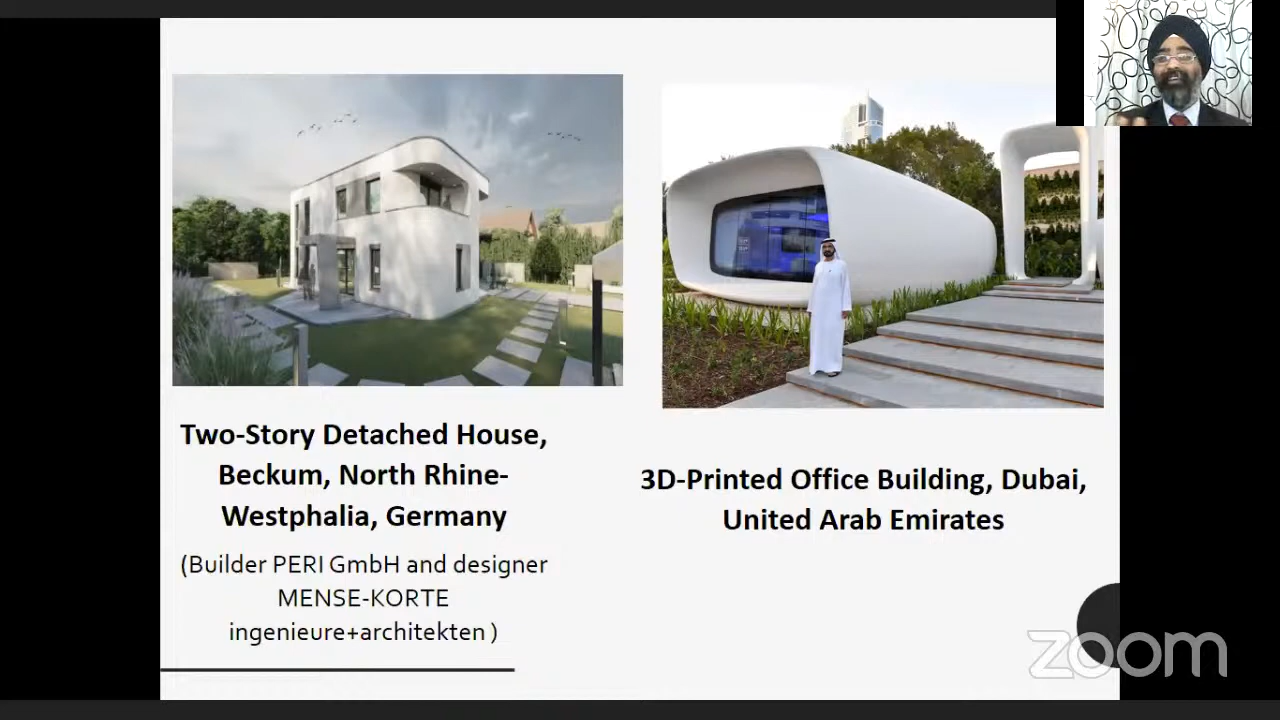 Two-Story Detached House,
Beckum, North Rhine-
Westphalia, Germany
(Builder PERI GmbH and designer
MENSE-KORTE
ingenieure+architekten )
3D-Printed Office Building, Dubai,
United Arab Emirates
zoom